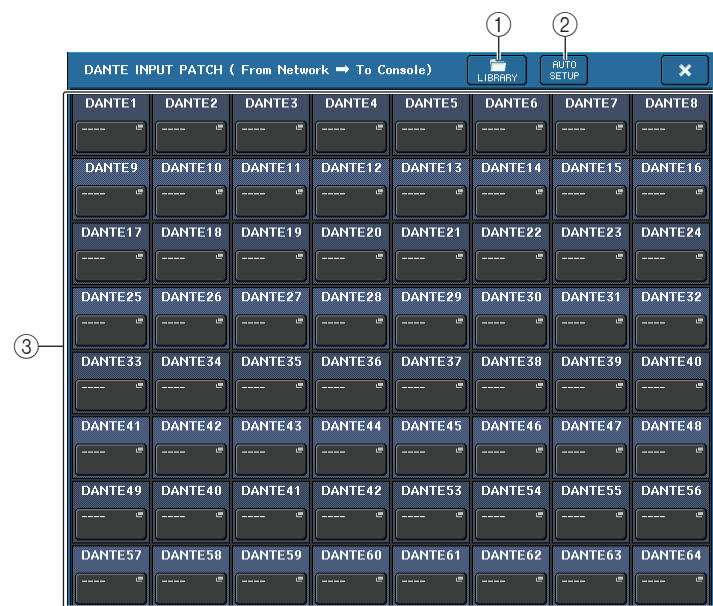 ① ②
DANTE INPUT PATCH ( From Network ➡ To Console) LIBRARY AUTO SETUP ×
DANTE1 DANTE2 DANTE3 DANTE4 DANTE5 DANTE6 DANTE7 DANTE8
---- ---- ---- ---- ---- ---- ---- ----
DANTE9 DANTE10 DANTE11 DANTE12 DANTE13 DANTE14 DANTE15 DANTE16
---- ---- ---- ---- ---- ---- ---- ----
DANTE17 DANTE18 DANTE19 DANTE20 DANTE21 DANTE22 DANTE23 DANTE24
---- ---- ---- ---- ---- ---- ---- ----
DANTE25 DANTE26 DANTE27 DANTE28 DANTE29 DANTE30 DANTE31 DANTE32
---- ---- ---- ---- ---- ---- ---- ----
③
DANTE33 DANTE34 DANTE35 DANTE36 DANTE37 DANTE38 DANTE39 DANTE40
---- ---- ---- ---- ---- ---- ---- ----
DANTE41 DANTE42 DANTE43 DANTE44 DANTE45 DANTE46 DANTE47 DANTE48
---- ---- ---- ---- ---- ---- ---- ----
DANTE49 DANTE40 DANTE41 DANTE42 DANTE53 DANTE54 DANTE55 DANTE56
---- ---- ---- ---- ---- ---- ---- ----
DANTE57 DANTE58 DANTE59 DANTE60 DANTE61 DANTE62 DANTE63 DANTE64
---- ---- ---- ---- ---- ---- ---- ----